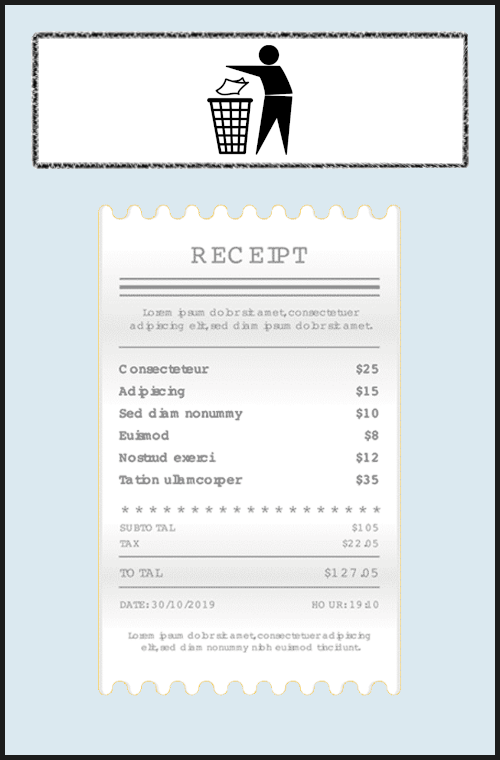 RECEIPT
Lorem ipsum dolor sit amet, consectetuer
adipiscing elit, sed diam ipsum dolor sit amet.
Consecteteur $25
Adipiscing $15
Sed diam nonummy $10
Euismod $8
Nostrud exerci $12
Tation ullamcorper $35
* * * * * * * * * * * * * * * * * * *
SUBTOTAL $105
TAX $22.05
TOTAL $127.05
DATE:30/10/2019 HOUR:19:10
Lorem ipsum dolor sit amet, consectetuer adipiscing
elit, sed diam nonummy nibh euismod tincidunt.